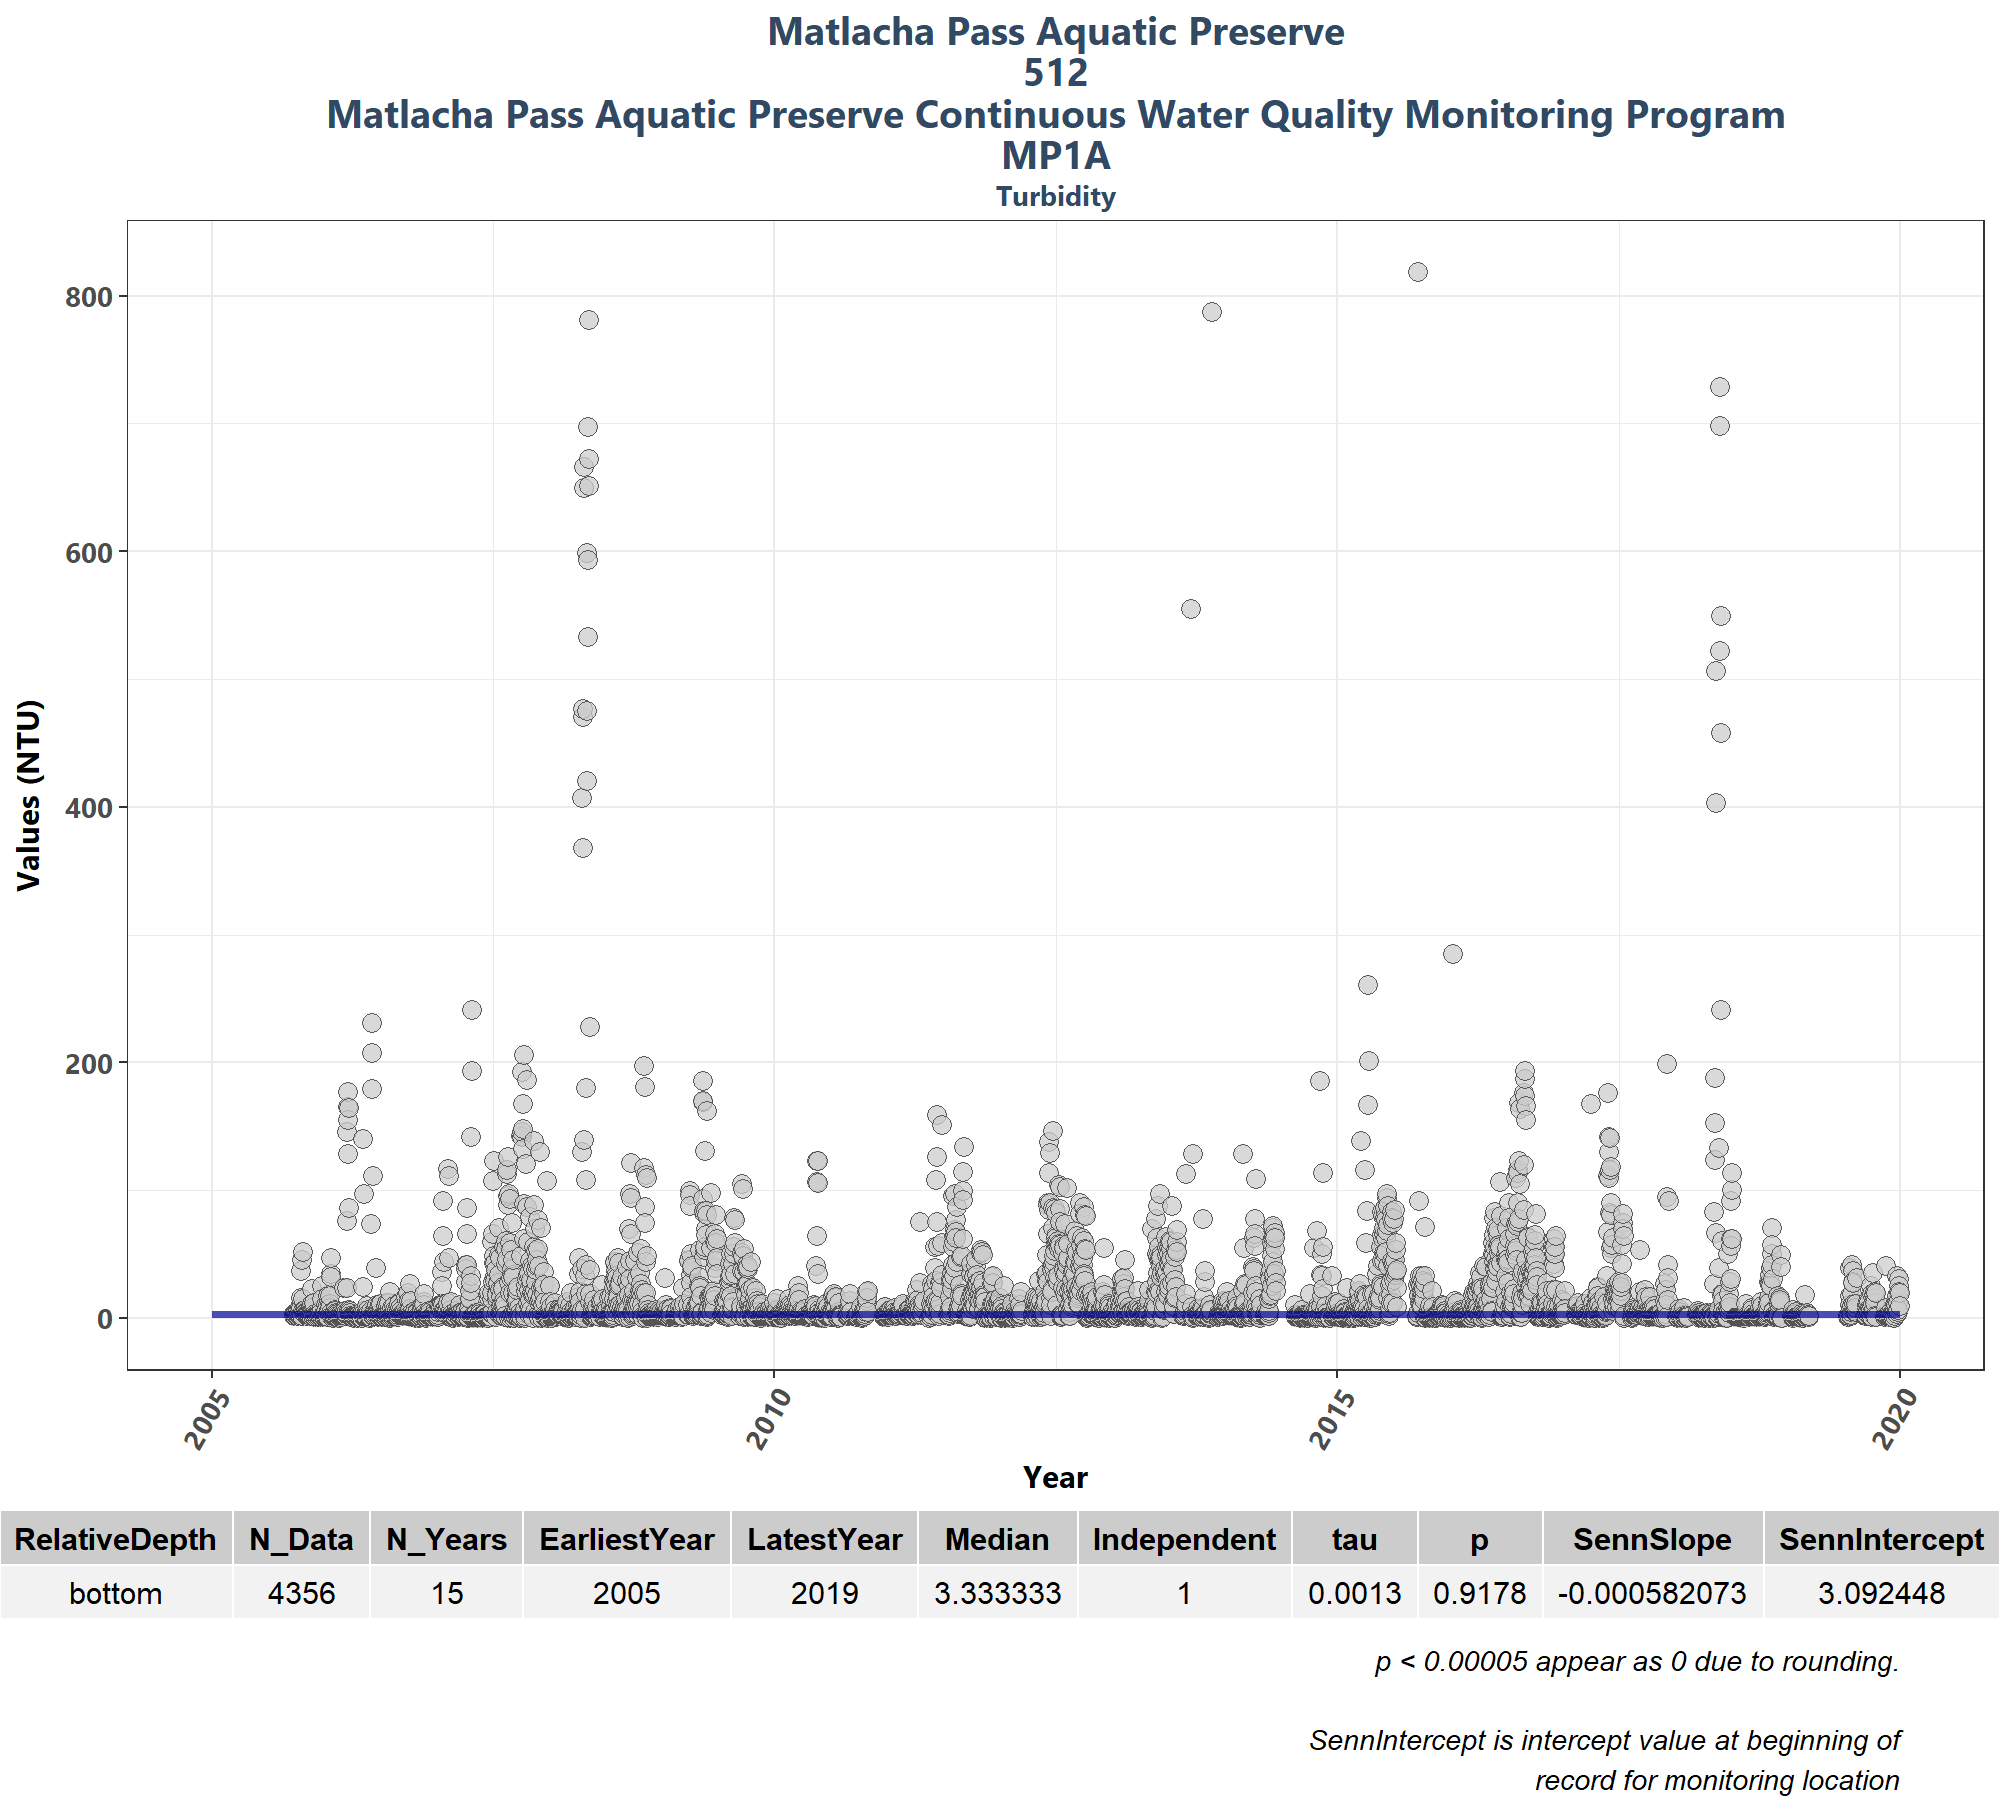 Matlacha Pass Aquatic Preserve
512
Matlacha Pass Aquatic Preserve Continuous Water Quality Monitoring Program
MP1A
Turbidity
Values (NTU)
800
600
400
200
0
2005
2010
2015
2020
Year
RelativeDepth N_Data N_Years EarliestYear LatestYear Median Independent tau p SennSlope SennIntercept
bottom 4356 15 2005 2019 3.333333 1 0.0013 0.9178 -0.000582073 3.092448
p < 0.00005 appear as 0 due to rounding.
SennIntercept is intercept value at beginning of
record for monitoring location